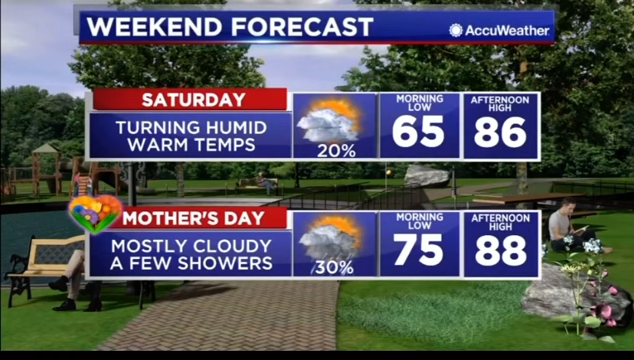 WEEKEND FORECAST
AccuWeather
SATURDAY
TURNING HUMID
WARM TEMPS
20%
MORNING
LOW
65
AFTERNOON
HIGH
86
MOTHER'S DAY
MOSTLY CLOUDY
A FEW SHOWERS
30%
MORNING
LOW
75
AFTERNOON
HIGH
88